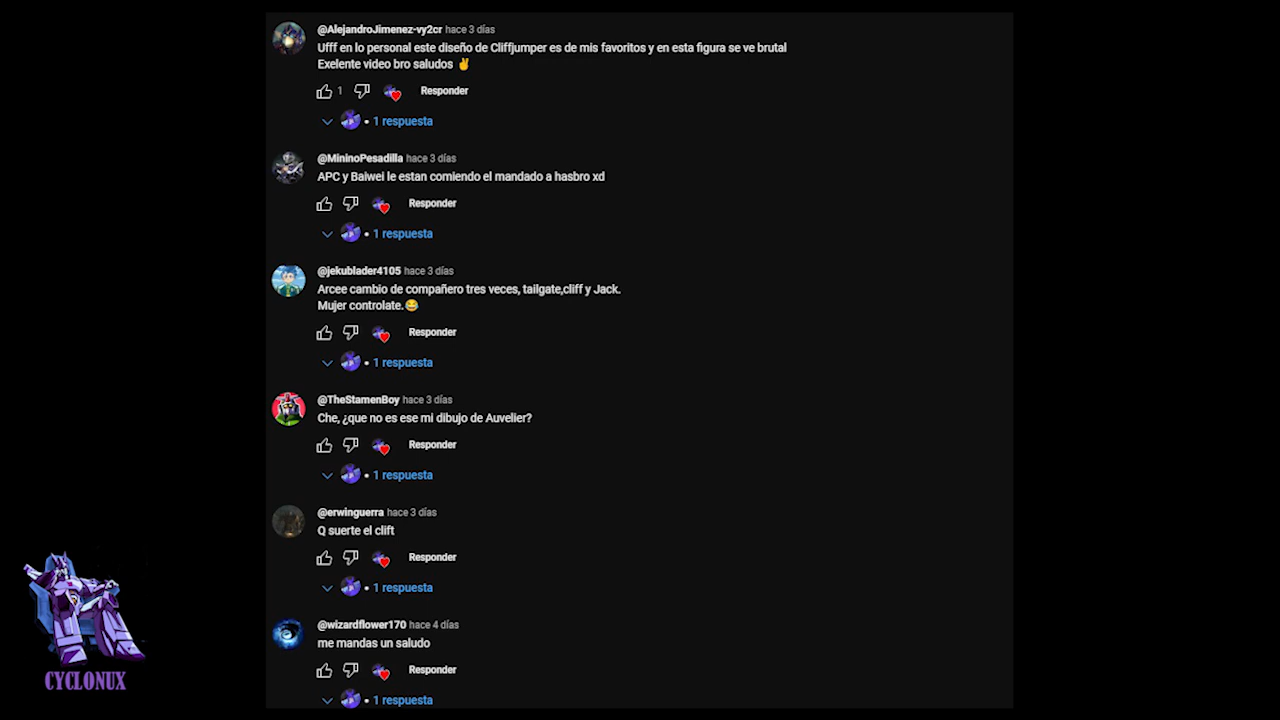 @AlejandroJimenez-vy2cr hace 3 días
Ufff en lo personal este diseño de Cliffjumper es de mis favoritos y en esta figura se ve brutal
Exelente video bro saludos ✌️
1 Responder
• 1 respuesta
@MininoPesadilla hace 3 días
APC y Baiwei le estan comiendo el mandado a hasbro xd
Responder
• 1 respuesta
@jekublader4105 hace 3 días
Arcee cambio de compañero tres veces, tailgate,cliff y Jack.
Mujer controlate.😂
Responder
• 1 respuesta
@TheStamenBoy hace 3 días
Che, ¿que no es ese mi dibujo de Auvelier?
Responder
• 1 respuesta
@erwinguerra hace 3 días
Q suerte el clift
Responder
• 1 respuesta
@wizardflower170 hace 4 días
me mandas un saludo
Responder
• 1 respuesta
CYCLONUX